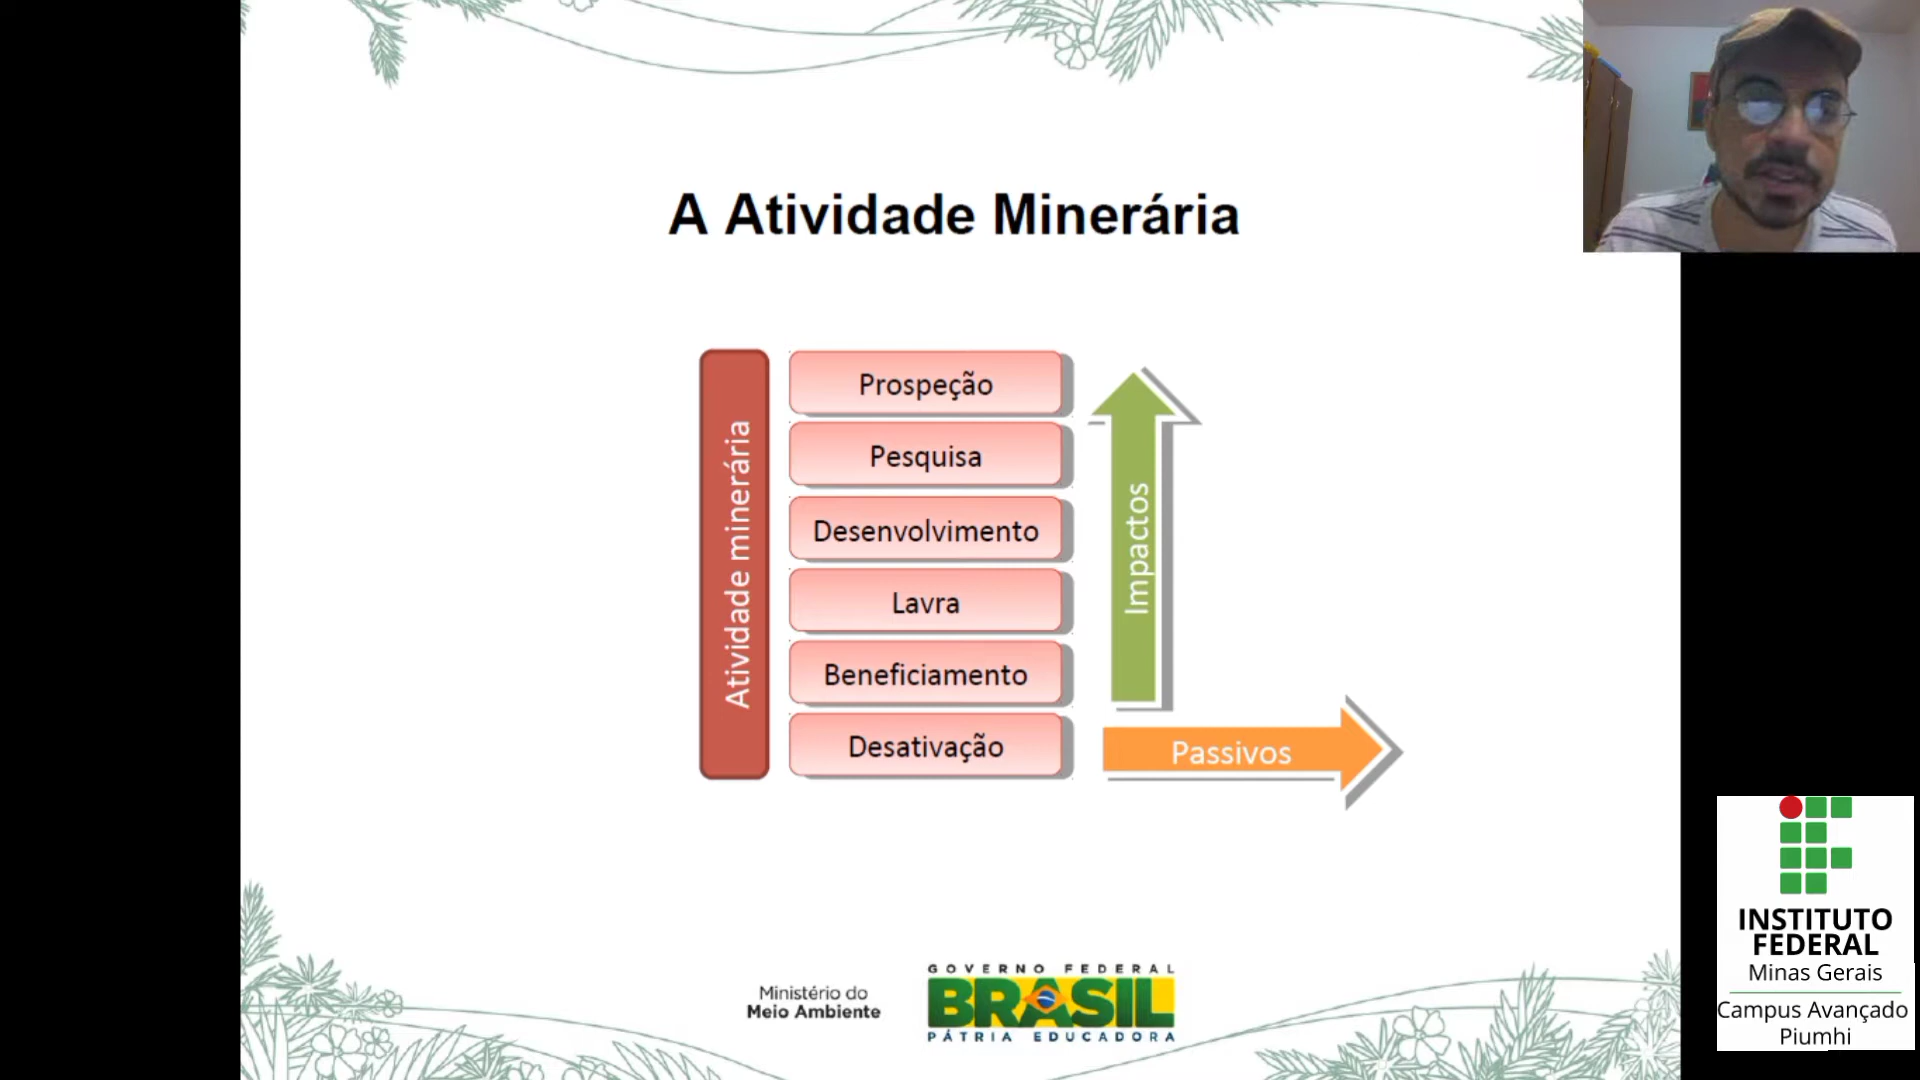 A Atividade Minerária
Atividade minerária
Prospeção
Pesquisa
Desenvolvimento
Lavra
Beneficiamento
Desativação
Impactos
Passivos
Ministério do
Meio Ambiente
GOVERNO FEDERAL
BRASIL
PÁTRIA EDUCADORA
INSTITUTO
FEDERAL
Minas Gerais
Campus Avançado
Piumhi